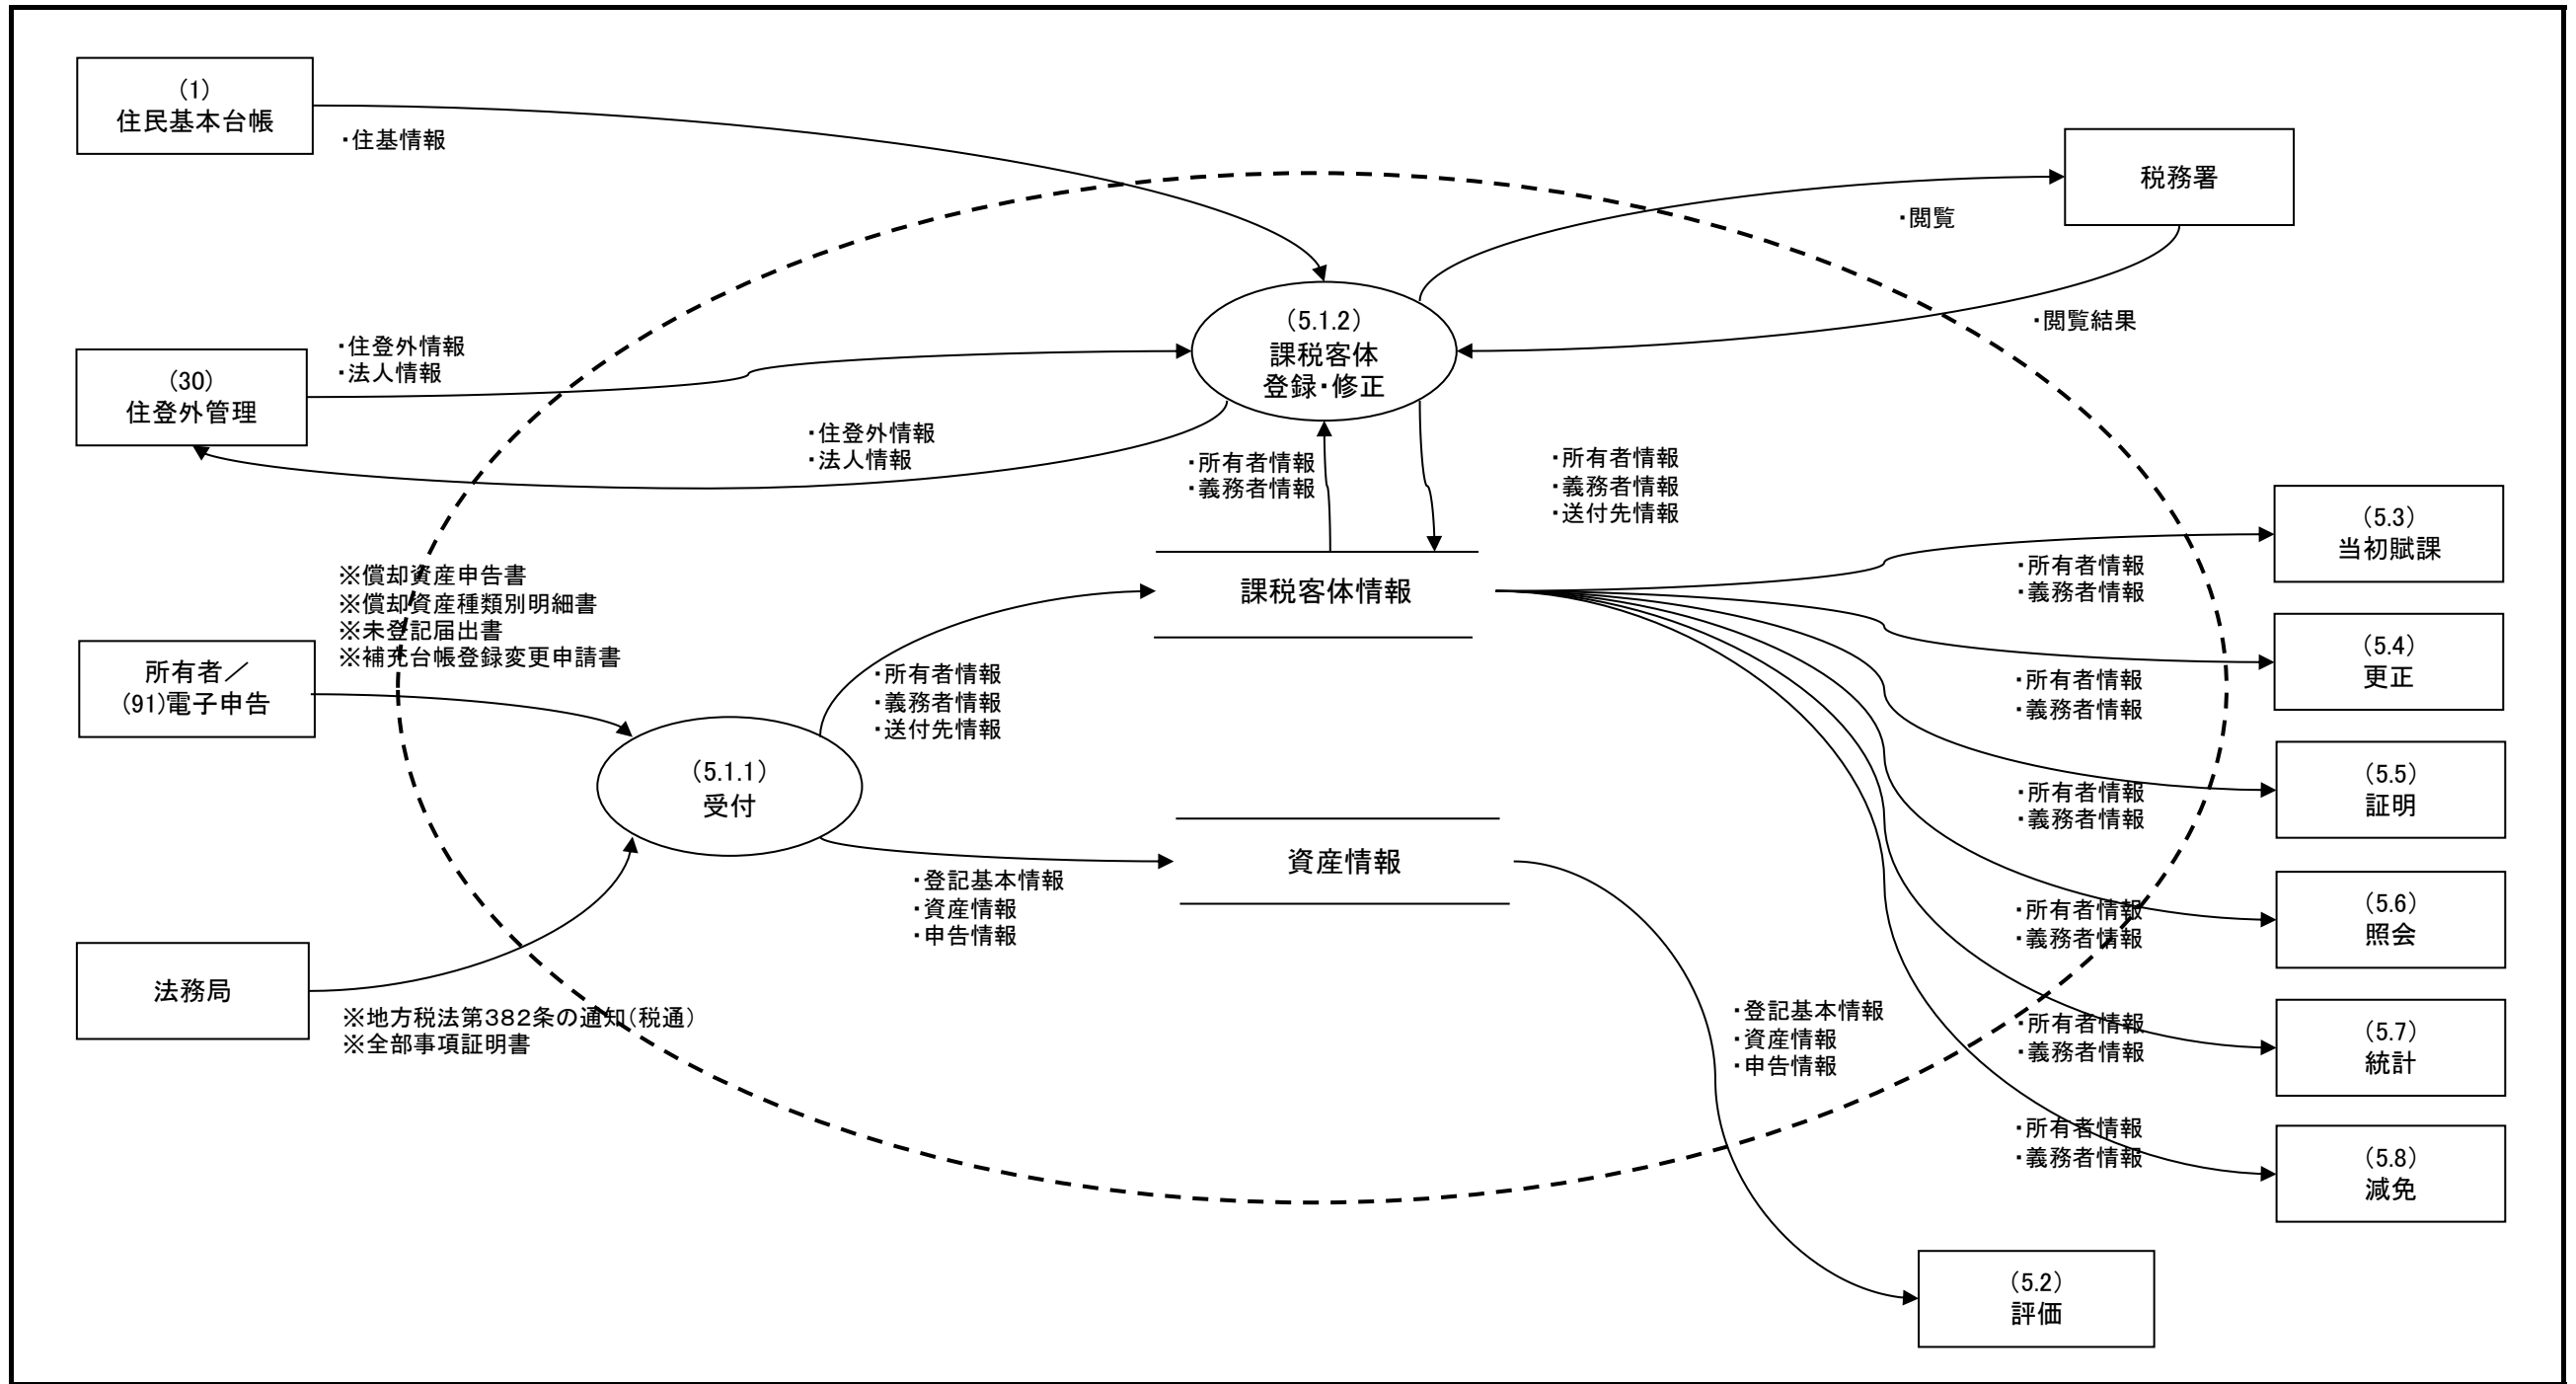 (1)
住民基本台帳
・住基情報
税務署
・閲覧
・閲覧結果
(5.1.2)
課税客体
登録・修正
(30)
住登外管理
・住登外情報
・法人情報
・住登外情報
・法人情報
・所有者情報
・義務者情報
・所有者情報
・義務者情報
・送付先情報
課税客体情報
(5.3)
当初賦課
・所有者情報
・義務者情報
※償却資産申告書
※償却資産種類別明細書
※未登記届出書
※補充台帳登録変更申請書
所有者／
(91)電子申告
(5.4)
更正
・所有者情報
・義務者情報
・所有者情報
・義務者情報
・送付先情報
(5.1.1)
受付
(5.5)
証明
・所有者情報
・義務者情報
資産情報
・登記基本情報
・資産情報
・申告情報
(5.6)
照会
・所有者情報
・義務者情報
法務局
※地方税法第382条の通知(税通)
※全部事項証明書
・登記基本情報
・資産情報
・申告情報
・所有者情報
・義務者情報
(5.7)
統計
・所有者情報
・義務者情報
(5.8)
減免
(5.2)
評価